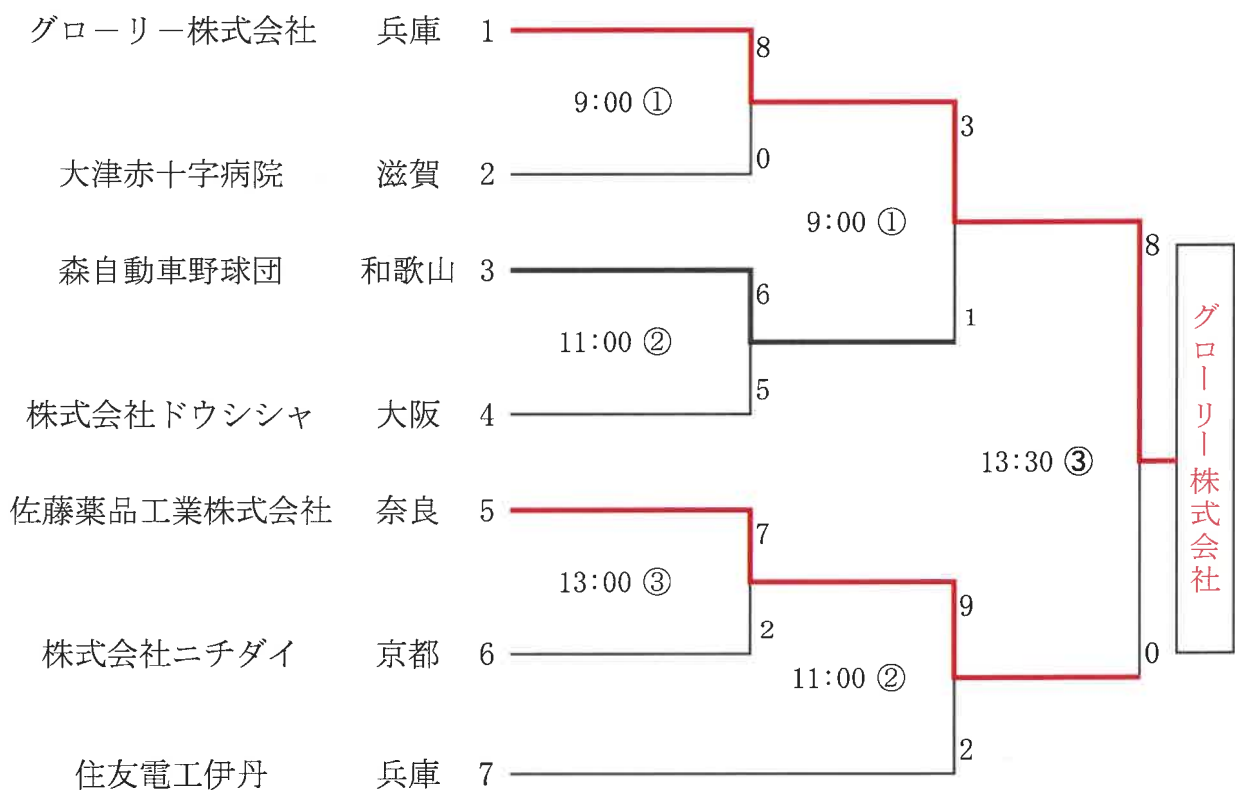 グローリー株式会社 兵庫 1
8
9:00 ①
3
大津赤十字病院 滋賀 2
0
9:00 ①
8
森自動車野球団 和歌山 3
6
1
11:00 ②
5
株式会社ドウシシャ 大阪 4
13:30 ③
グローリー株式会社
佐藤薬品工業株式会社 奈良 5
7
13:00 ③
9
2
株式会社ニチダイ 京都 6
0
11:00 ②
2
住友電工伊丹 兵庫 7